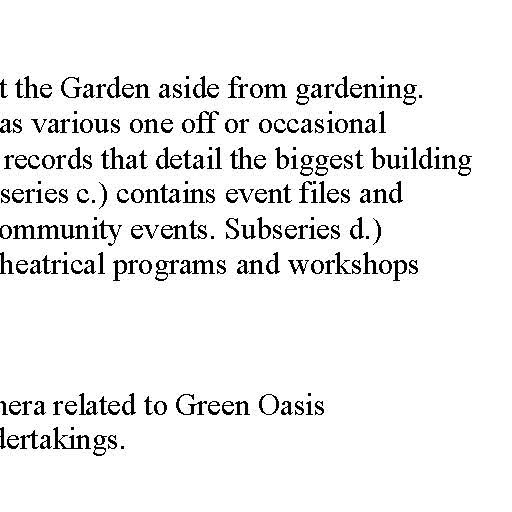 t the Garden aside from gardening.
as various one off or occasional
records that detail the biggest building
series c.) contains event files and
ommunity events. Subseries d.)
heatrical programs and workshops
nera related to Green Oasis
dertakings.